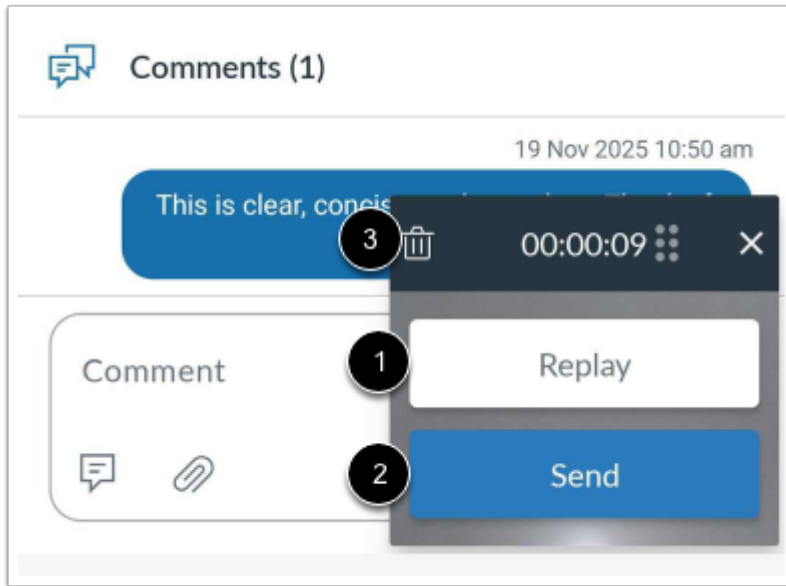 Comments (1)
19 Nov 2025 10:50 am
This is clear, concis
3
00:00:09
1
Replay
Comment
2
Send